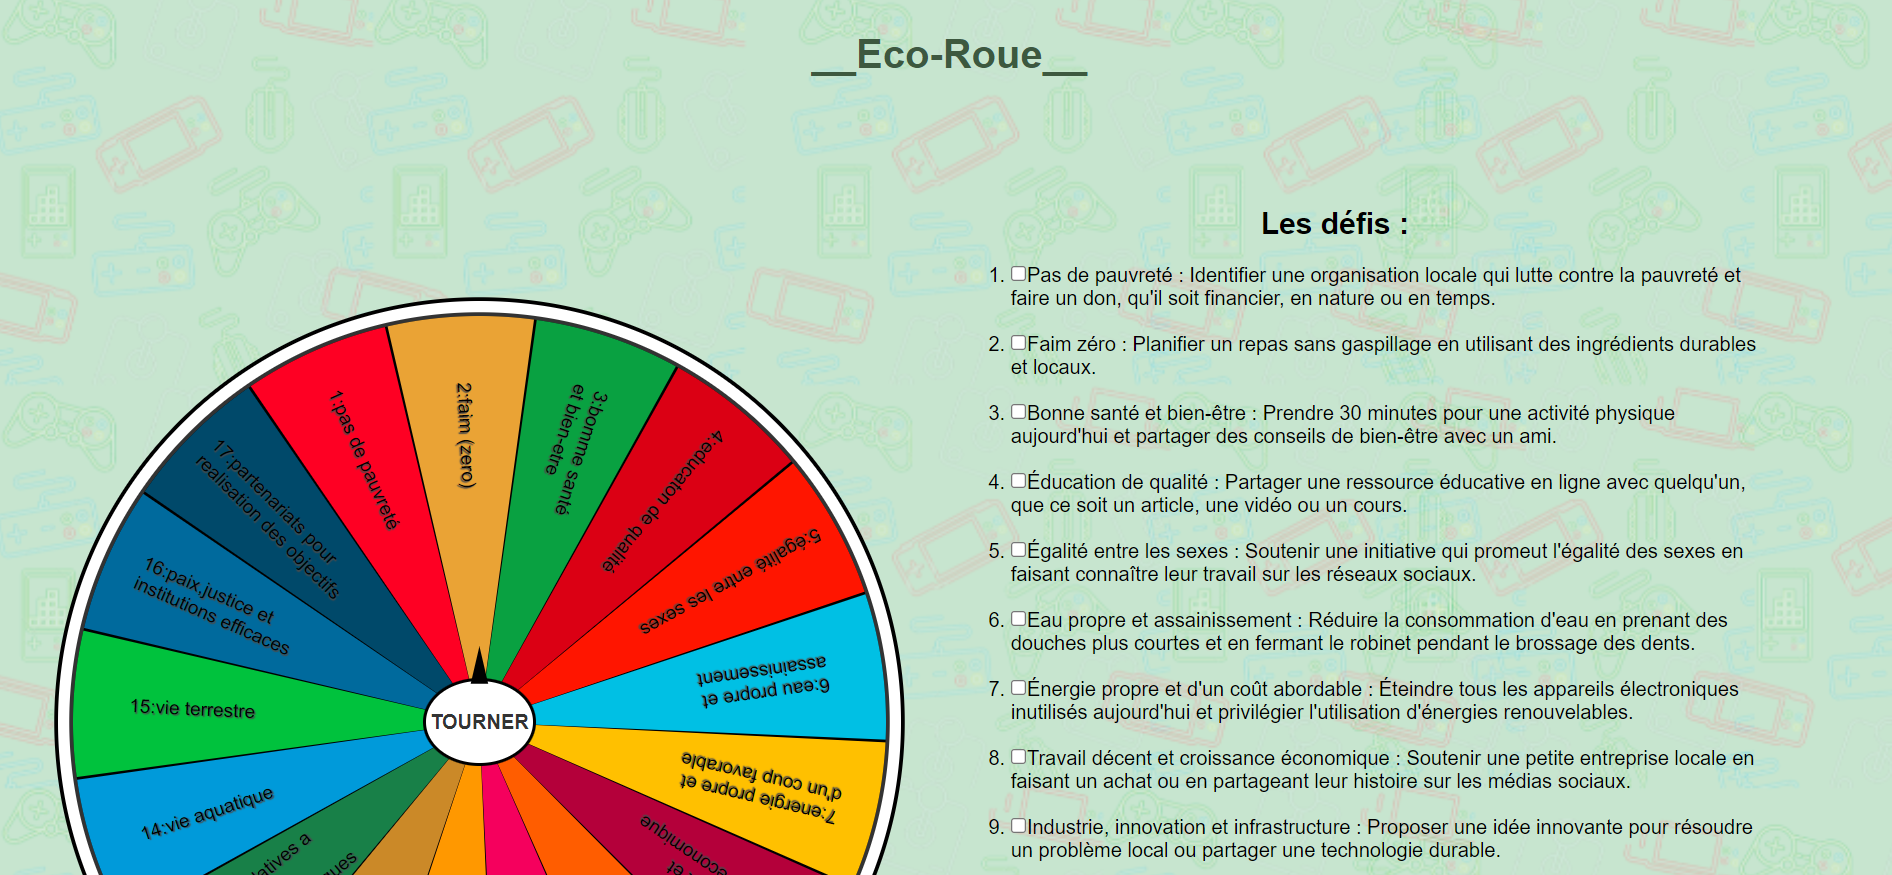 __Eco-Roue__
Les défis :
1. Pas de pauvreté : Identifier une organisation locale qui lutte contre la pauvreté et
faire un don, qu'il soit financier, en nature ou en temps.
2. Faim zéro : Planifier un repas sans gaspillage en utilisant des ingrédients durables
et locaux.
3. Bonne santé et bien-être : Prendre 30 minutes pour une activité physique
aujourd'hui et partager des conseils de bien-être avec un ami.
4. Éducation de qualité : Partager une ressource éducative en ligne avec quelqu'un,
que ce soit un article, une vidéo ou un cours.
5. Égalité entre les sexes : Soutenir une initiative qui promeut l'égalité des sexes en
faisant connaître leur travail sur les réseaux sociaux.
6. Eau propre et assainissement : Réduire la consommation d'eau en prenant des
douches plus courtes et en fermant le robinet pendant le brossage des dents.
7. Énergie propre et d'un coût abordable : Éteindre tous les appareils électroniques
inutilisés aujourd'hui et privilégier l'utilisation d'énergies renouvelables.
8. Travail décent et croissance économique : Soutenir une petite entreprise locale en
faisant un achat ou en partageant leur histoire sur les médias sociaux.
9. Industrie, innovation et infrastructure : Proposer une idée innovante pour résoudre
un problème local ou partager une technologie durable.
1:pas de pauvreté
2:faim (zero)
3:bomme santé
et bien-etre
4:educaton de qualité
5:égalité entre les sexes
6:eau propre et
assainissement
7:energie propre et
d'un coup favorable
et
economique
latives a
ques
14:vie aquatique
15:vie terrestre
16:paix,justice et
institutions efficaces
17:partenariats pour
realisation des objectifs
TOURNER